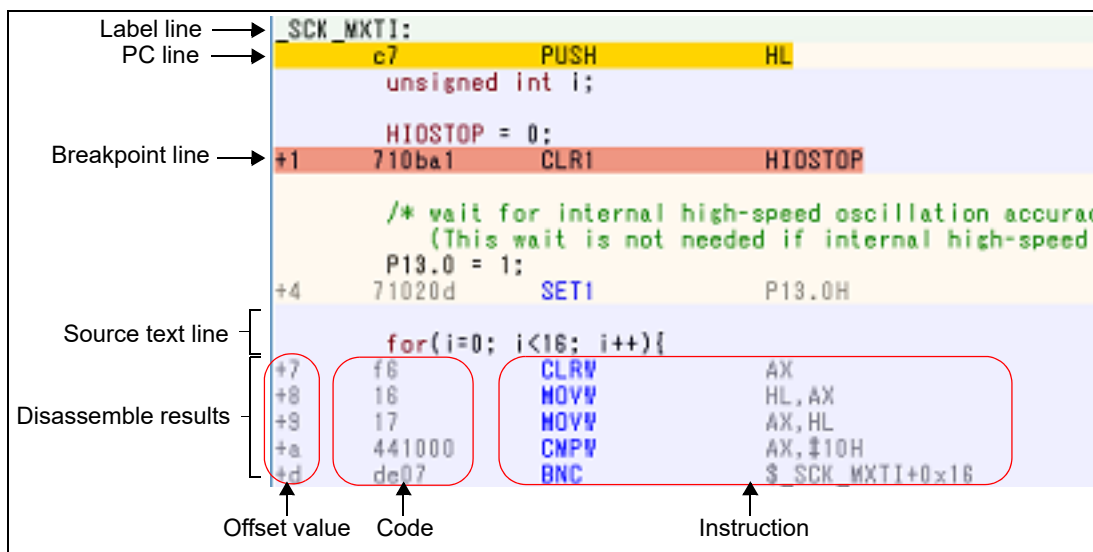 Label line _SCK_MXTI:
PC line c7 PUSH HL
unsigned int i;
HIOSTOP = 0;
Breakpoint line +1 710ba1 CLR1 HIOSTOP
/* wait for internal high-speed oscillation accurac
(This wait is not needed if internal high-speed
P13.0 = 1;
+4 71020d SET1 P13.0H
Source text line
for(i=0; i<16; i++){
+7 f6 CLRW AX
+8 16 MOVW HL,AX
Disassemble results
+9 17 MOVW AX,HL
+a 441000 CMPW AX,#10H
+d de07 BNC $_SCK_MXTI+0x16
Offset value Code Instruction